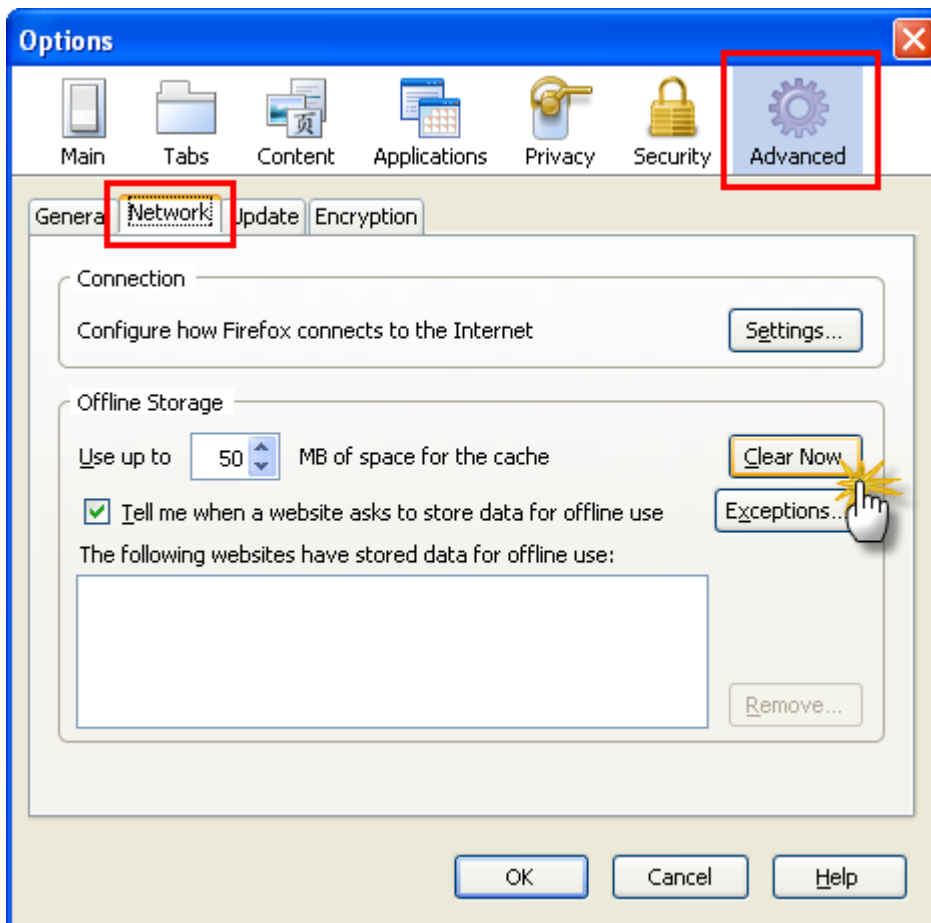 Options
页
Main Tabs Content Applications Privacy Security Advanced
General Network Update Encryption
Connection
Configure how Firefox connects to the Internet Settings...
Offline Storage
Use up to 50 MB of space for the cache Clear Now
Tell me when a website asks to store data for offline use Exceptions...
The following websites have stored data for offline use:
Remove...
OK Cancel Help